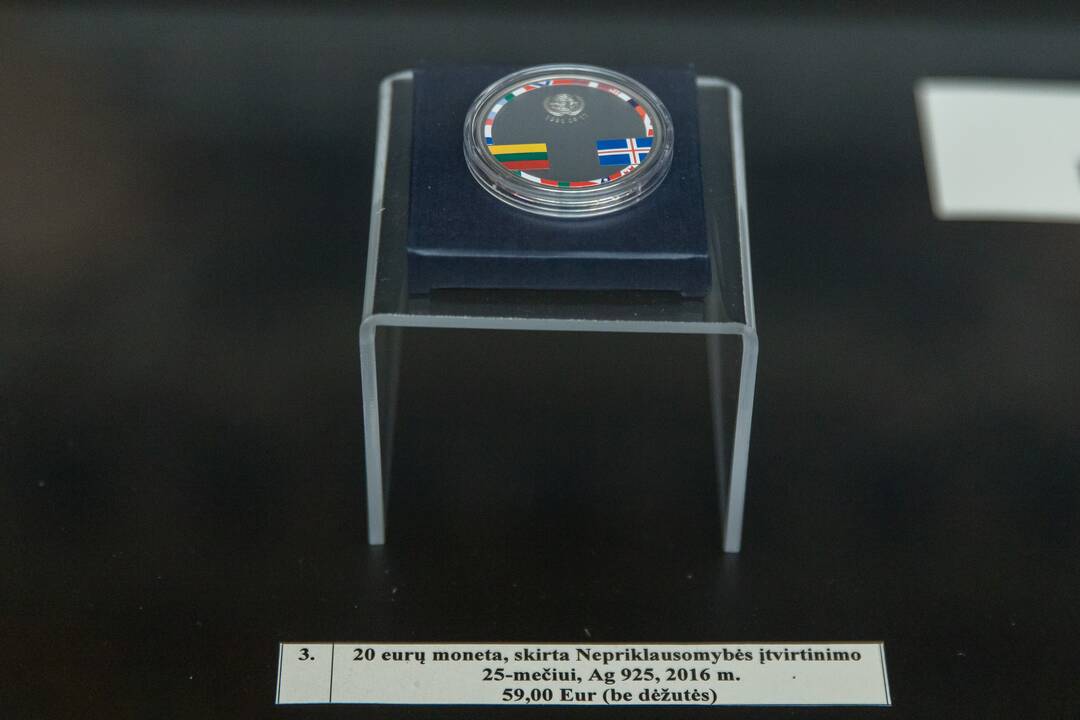 3. 20 eurų moneta, skirta Nepriklausomybės įtvirtinimo
25-mečiui, Ag 925, 2016 m.
59,00 Eur (be dėžutės)